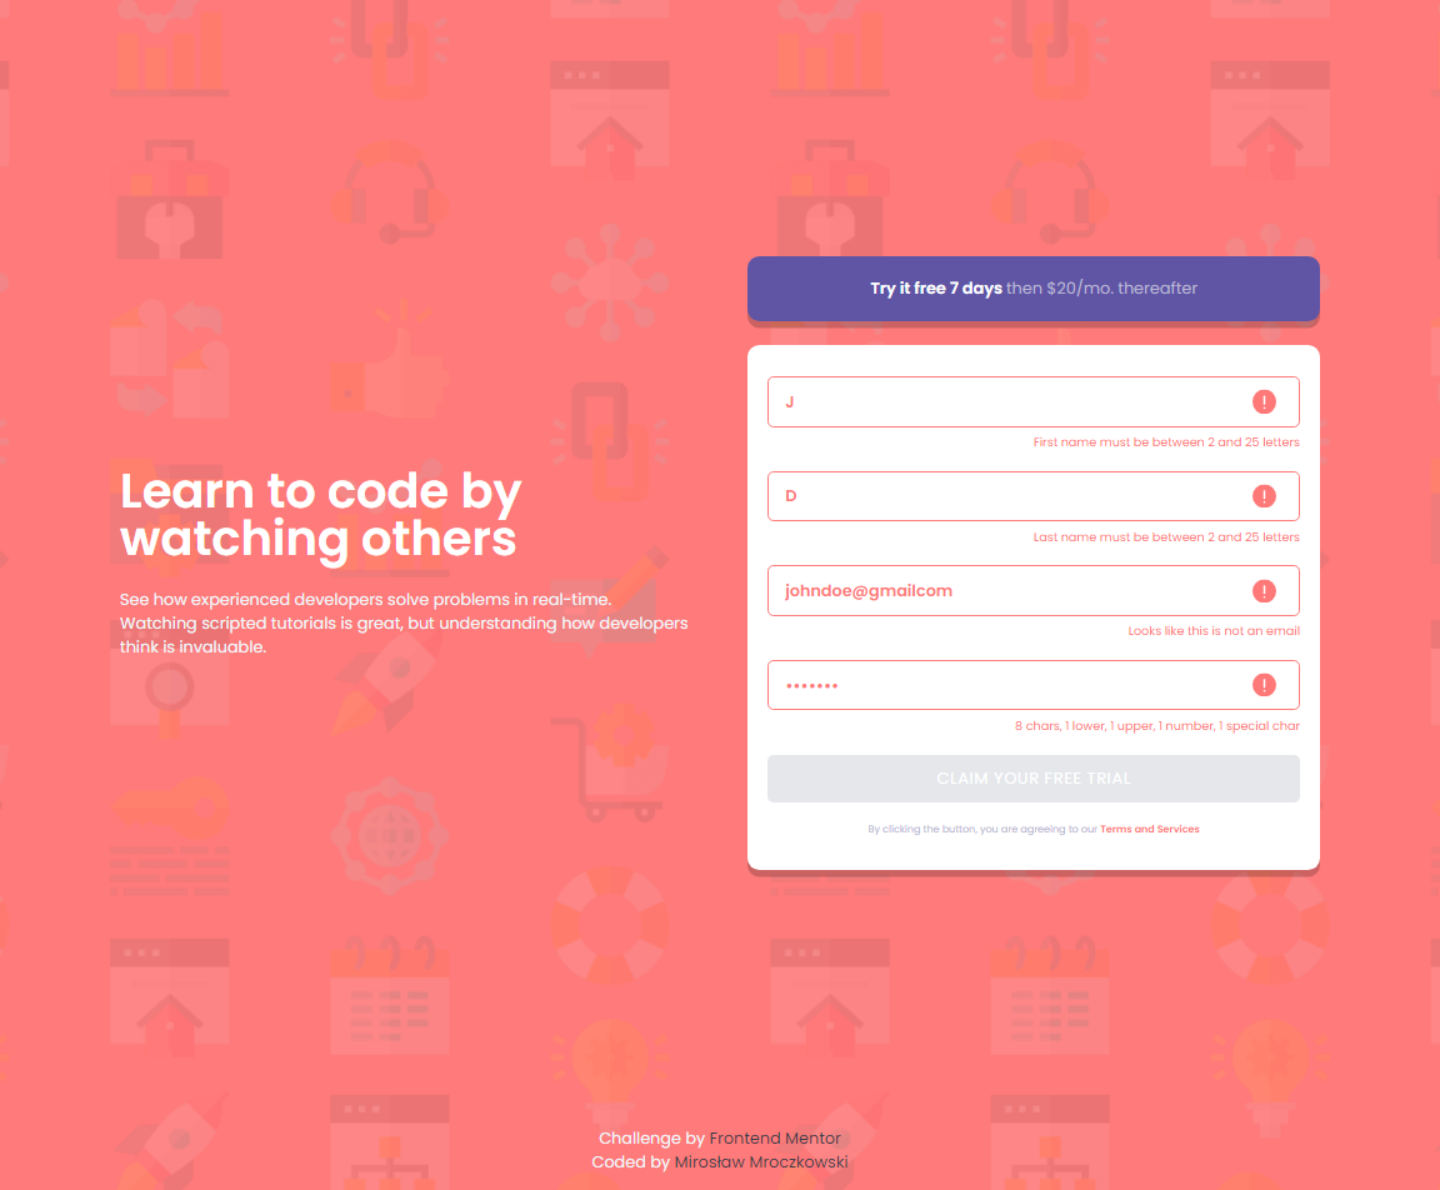 Learn to code by
watching others
See how experienced developers solve problems in real-time.
Watching scripted tutorials is great, but understanding how developers
think is invaluable.
Try it free 7 days then $20/mo. thereafter
J
First name must be between 2 and 25 letters
D
Last name must be between 2 and 25 letters
johndoe@gmailcom
Looks like this is not an email
•••••••
8 chars, 1 lower, 1 upper, 1 number, 1 special char
CLAIM YOUR FREE TRIAL
By clicking the button, you are agreeing to our Terms and Services
Challenge by Frontend Mentor
Coded by Mirosław Mroczkowski